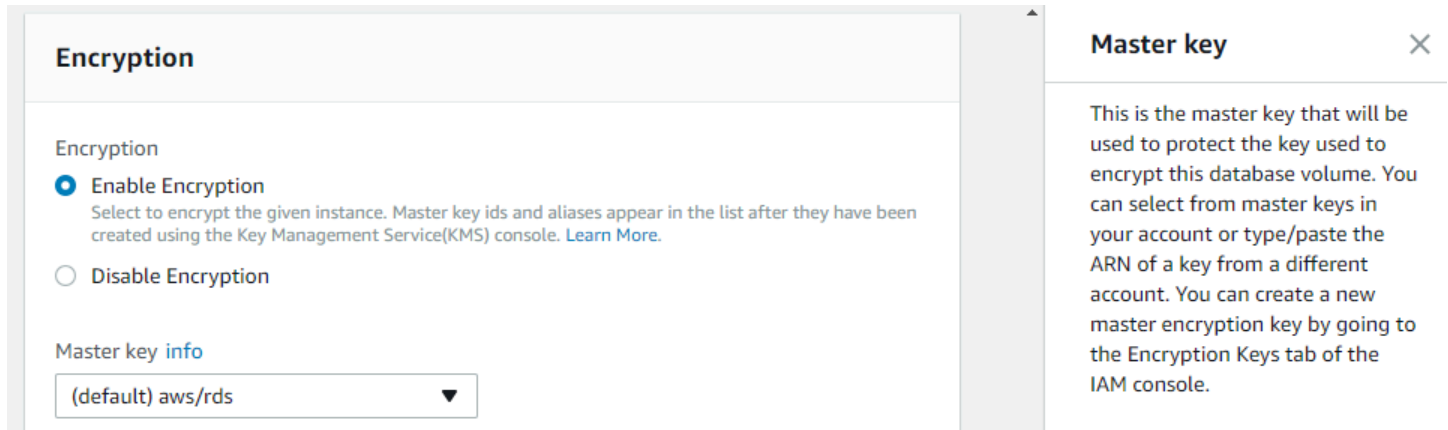 Encryption
Encryption
Enable Encryption
Select to encrypt the given instance. Master key ids and aliases appear in the list after they have been
created using the Key Management Service(KMS) console. Learn More.
Disable Encryption
Master key info
(default) aws/rds
Master key
This is the master key that will be
used to protect the key used to
encrypt this database volume. You
can select from master keys in
your account or type/paste the
ARN of a key from a different
account. You can create a new
master encryption key by going to
the Encryption Keys tab of the
IAM console.